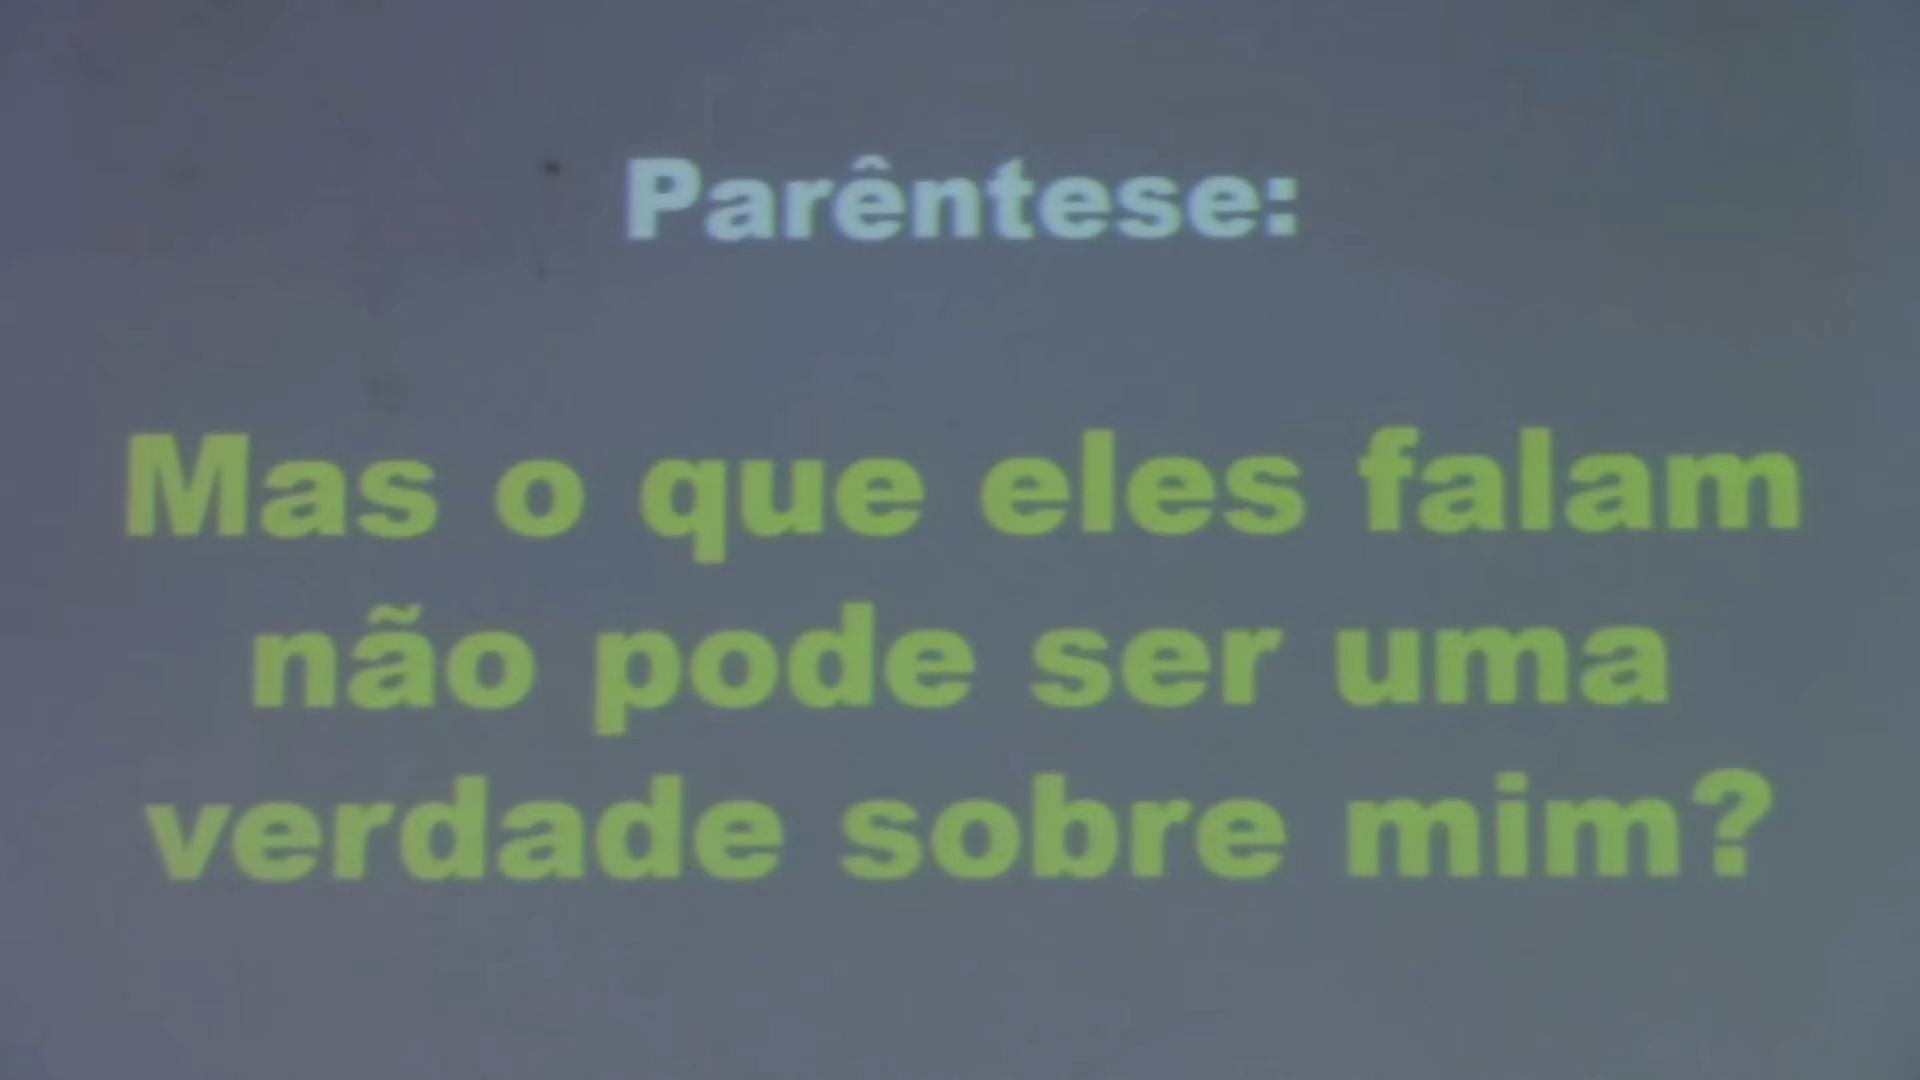 Parêntese:
Mas o que eles falam
não pode ser uma
verdade sobre mim?